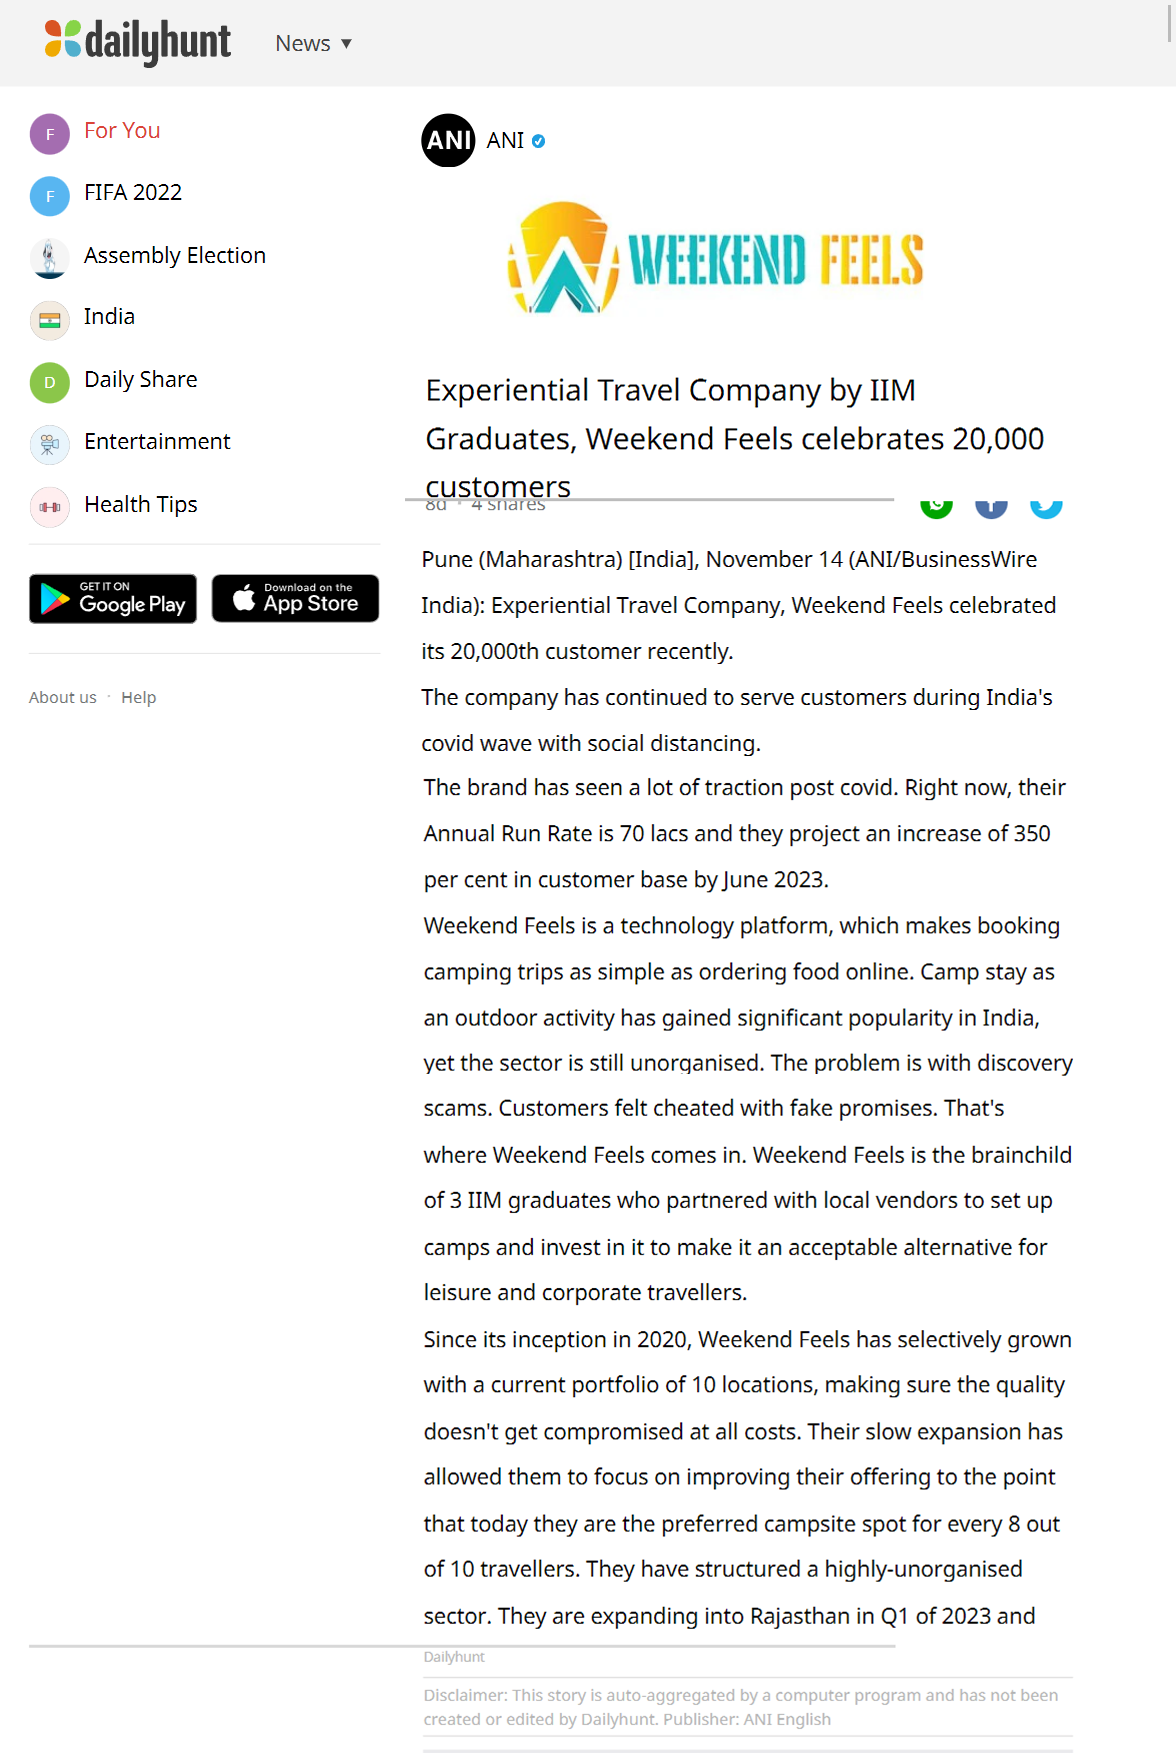 dailyhunt
News ▼
F For You
F FIFA 2022
Assembly Election
India
D Daily Share
Entertainment
Health Tips
GET IT ON
Google Play
Download on the
App Store
About us · Help
ANI ANI
WEEKEND FEELS
Experiential Travel Company by IIM
Graduates, Weekend Feels celebrates 20,000
customers
8d · 4 shares
Pune (Maharashtra) [India], November 14 (ANI/BusinessWire
India): Experiential Travel Company, Weekend Feels celebrated
its 20,000th customer recently.
The company has continued to serve customers during India's
covid wave with social distancing.
The brand has seen a lot of traction post covid. Right now, their
Annual Run Rate is 70 lacs and they project an increase of 350
per cent in customer base by June 2023.
Weekend Feels is a technology platform, which makes booking
camping trips as simple as ordering food online. Camp stay as
an outdoor activity has gained significant popularity in India,
yet the sector is still unorganised. The problem is with discovery
scams. Customers felt cheated with fake promises. That's
where Weekend Feels comes in. Weekend Feels is the brainchild
of 3 IIM graduates who partnered with local vendors to set up
camps and invest in it to make it an acceptable alternative for
leisure and corporate travellers.
Since its inception in 2020, Weekend Feels has selectively grown
with a current portfolio of 10 locations, making sure the quality
doesn't get compromised at all costs. Their slow expansion has
allowed them to focus on improving their offering to the point
that today they are the preferred campsite spot for every 8 out
of 10 travellers. They have structured a highly-unorganised
sector. They are expanding into Rajasthan in Q1 of 2023 and
Dailyhunt
Disclaimer: This story is auto-aggregated by a computer program and has not been
created or edited by Dailyhunt. Publisher: ANI English